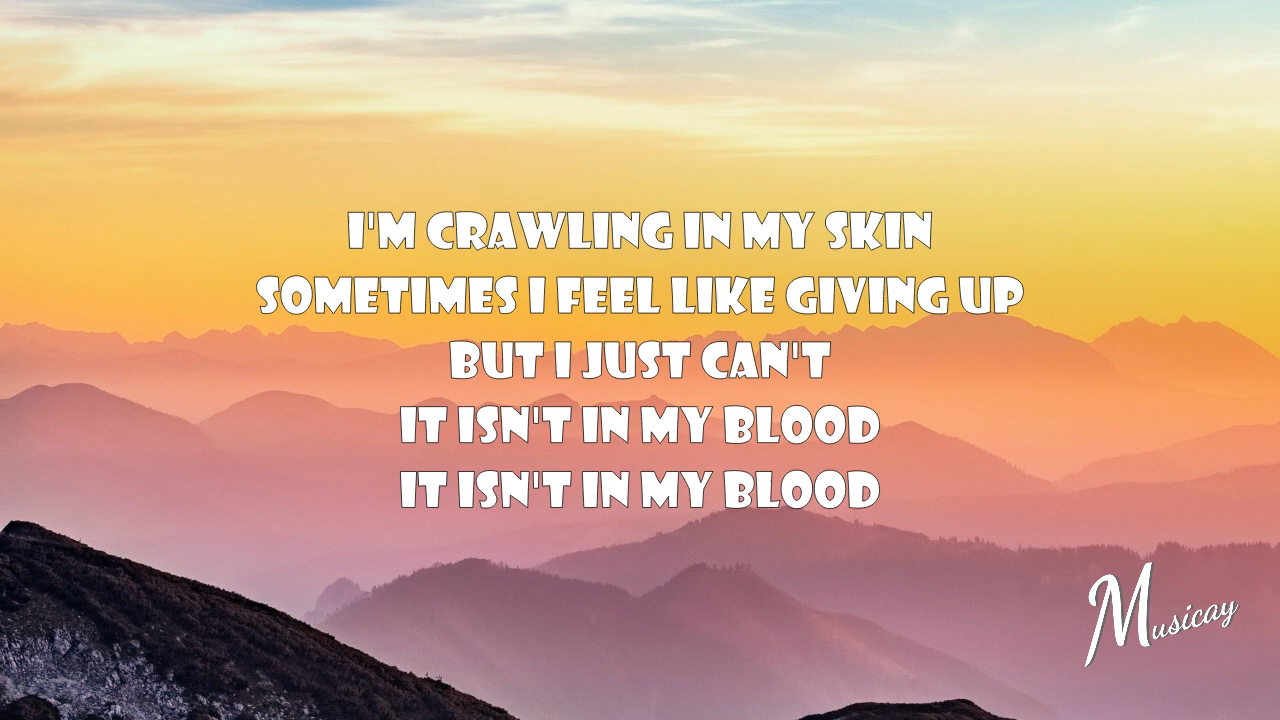 I'M CRAWLING IN MY SKIN
SOMETIMES I FEEL LIKE GIVING UP
BUT I JUST CAN'T
IT ISN'T IN MY BLOOD
IT ISN'T IN MY BLOOD
Musicay